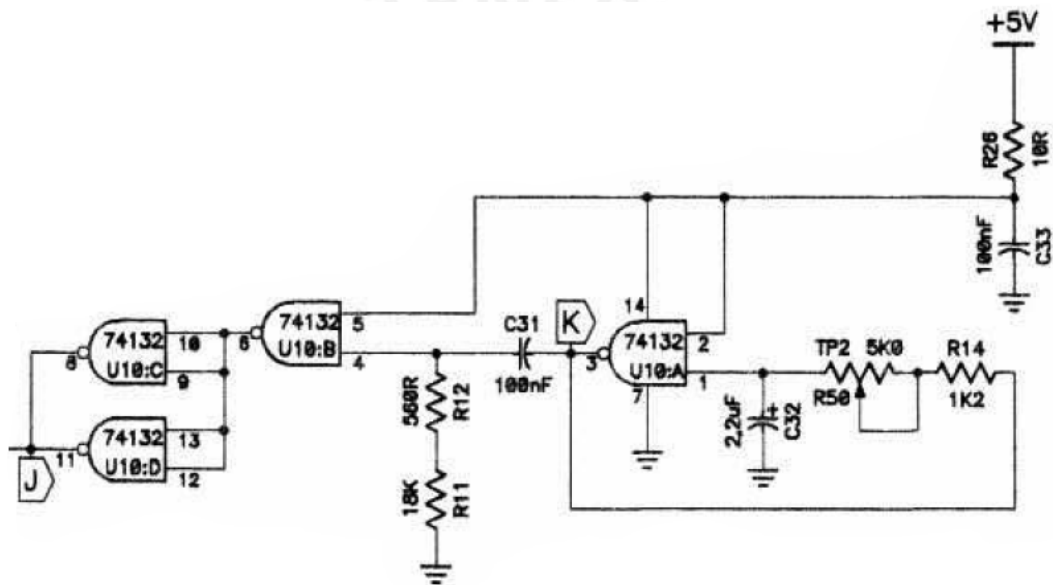 +5V
R26
10R
100nF
C33
14
74132
U10:A
2
1
3
7
K
C31
100nF
74132
U10:B
5
4
6
74132
U10:C
10
9
8
74132
U10:D
13
12
11
J
560R
R12
18K
R11
2,2uF
+
C32
TP2
5K0
R50
R14
1K2